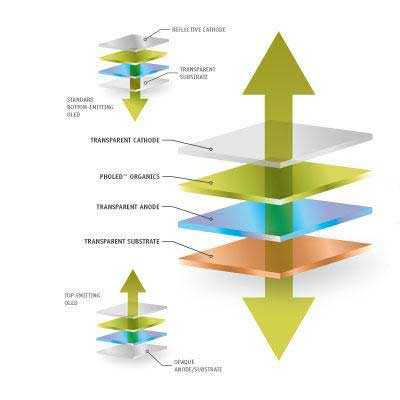 REFLECTIVE CATHODE
TRANSPARENT
SUBSTRATE
STANDARD
BOTTOM-EMITTING
OLED
TRANSPARENT CATHODE
PHOLED™ ORGANICS
TRANSPARENT ANODE
TRANSPARENT SUBSTRATE
TOP-EMITTING
OLED
OPAQUE
ANODE/SUBSTRATE